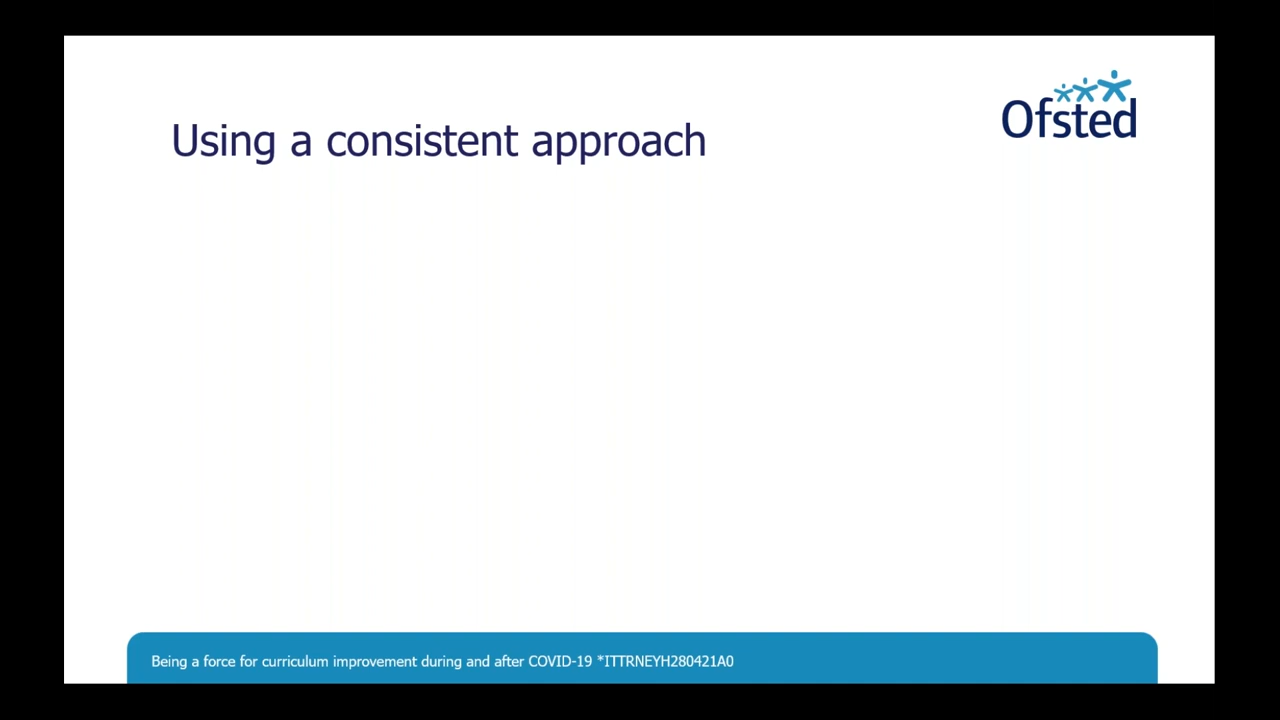 Ofsted
Using a consistent approach
Being a force for curriculum improvement during and after COVID-19 *ITTRNEYH280421A0